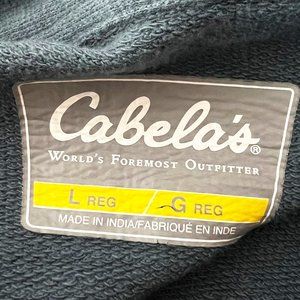 Cabela's®
WORLD'S FOREMOST OUTFITTER
L REG / G REG
MADE IN INDIA/FABRIQUÉ EN INDE